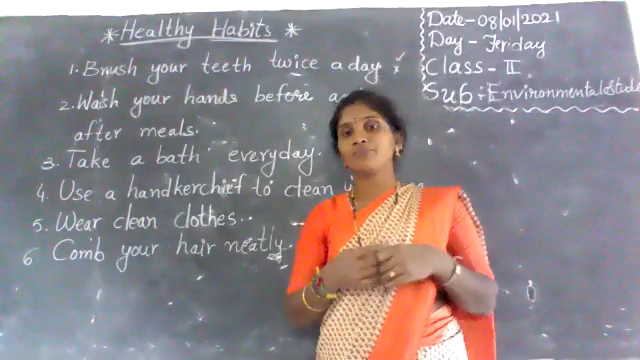 * Healthy Habits *
1. Brush your teeth twice a day
2. Wash your hands before
after meals.
3. Take a bath everyday.
4. Use a handkerchief to clean
5. Wear clean clothes..
6 Comb your hair neatly.
Date - 08/01/2021
Day - Feriday
Class - II
Sub : Environmental